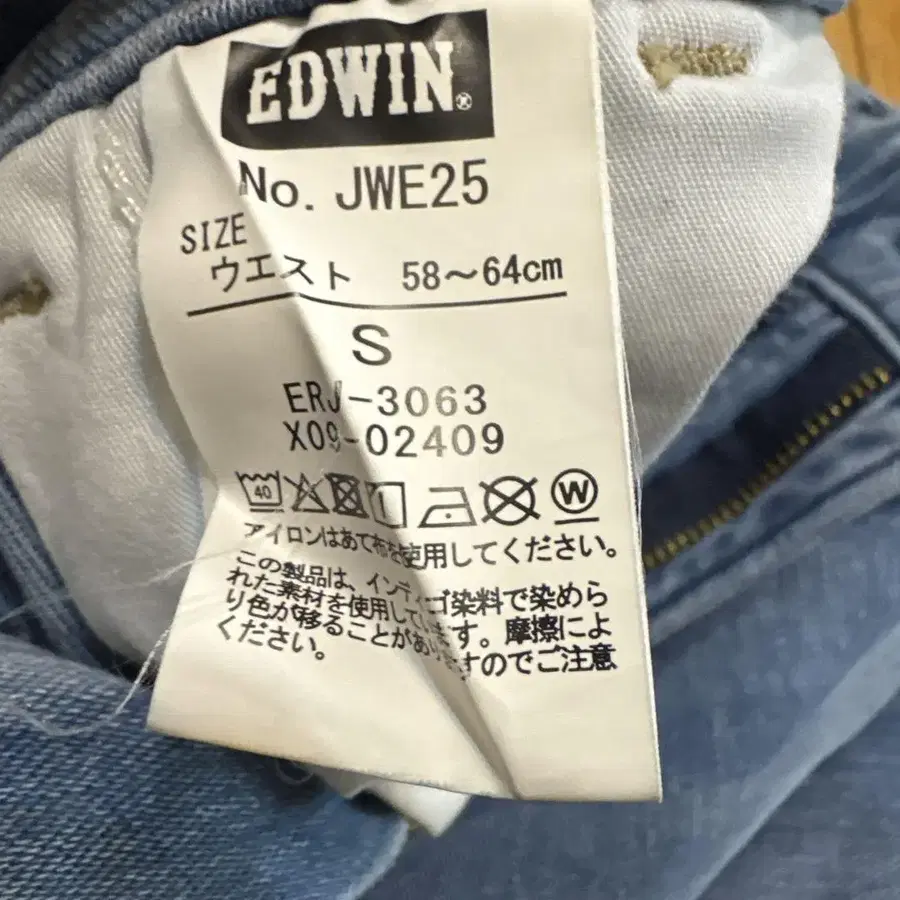 EDWIN®
No. JWE25
SIZE
ウエスト 58～64cm
S
ERJ-3063
X09-02409
40
W
アイロンはあて布を使用してください。
この製品は、インディゴ染料で染めら
れた素材を使用しています。摩擦によ
り色が移ることがありますのでご注意
ください。